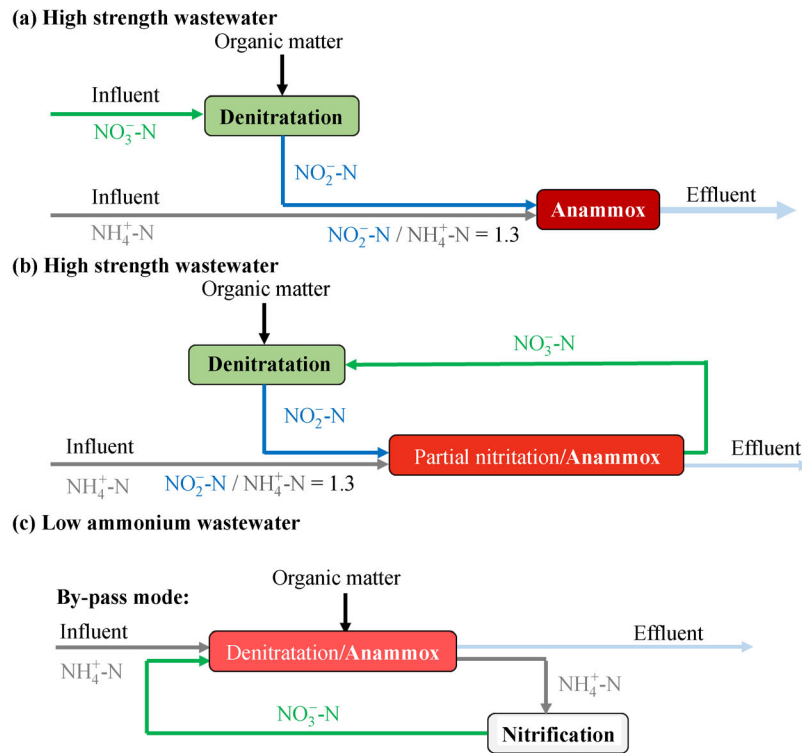 (a) High strength wastewater
Organic matter
Influent
Denitratation
NO₃⁻-N
NO₂⁻-N
Influent
Effluent
Anammox
NH₄⁺-N
NO₂⁻-N / NH₄⁺-N = 1.3
(b) High strength wastewater
Organic matter
NO₃⁻-N
Denitratation
NO₂⁻-N
Influent
Effluent
Partial nitritation/Anammox
NH₄⁺-N
NO₂⁻-N / NH₄⁺-N = 1.3
(c) Low ammonium wastewater
Organic matter
By-pass mode:
Influent
Effluent
Denitratation/Anammox
NH₄⁺-N
NH₄⁺-N
NO₃⁻-N
Nitrification